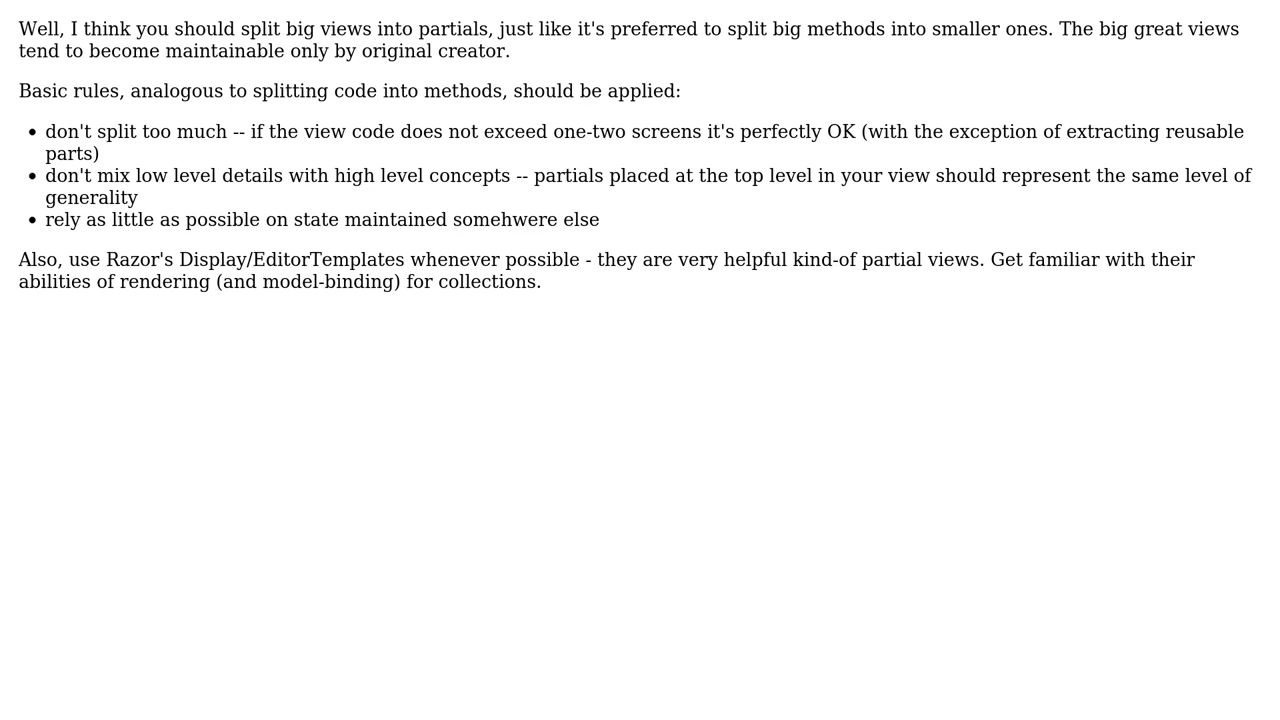 Well, I think you should split big views into partials, just like it's preferred to split big methods into smaller ones. The big great views
tend to become maintainable only by original creator.
Basic rules, analogous to splitting code into methods, should be applied:
• don't split too much -- if the view code does not exceed one-two screens it's perfectly OK (with the exception of extracting reusable
parts)
• don't mix low level details with high level concepts -- partials placed at the top level in your view should represent the same level of
generality
• rely as little as possible on state maintained somehwere else
Also, use Razor's Display/EditorTemplates whenever possible - they are very helpful kind-of partial views. Get familiar with their
abilities of rendering (and model-binding) for collections.